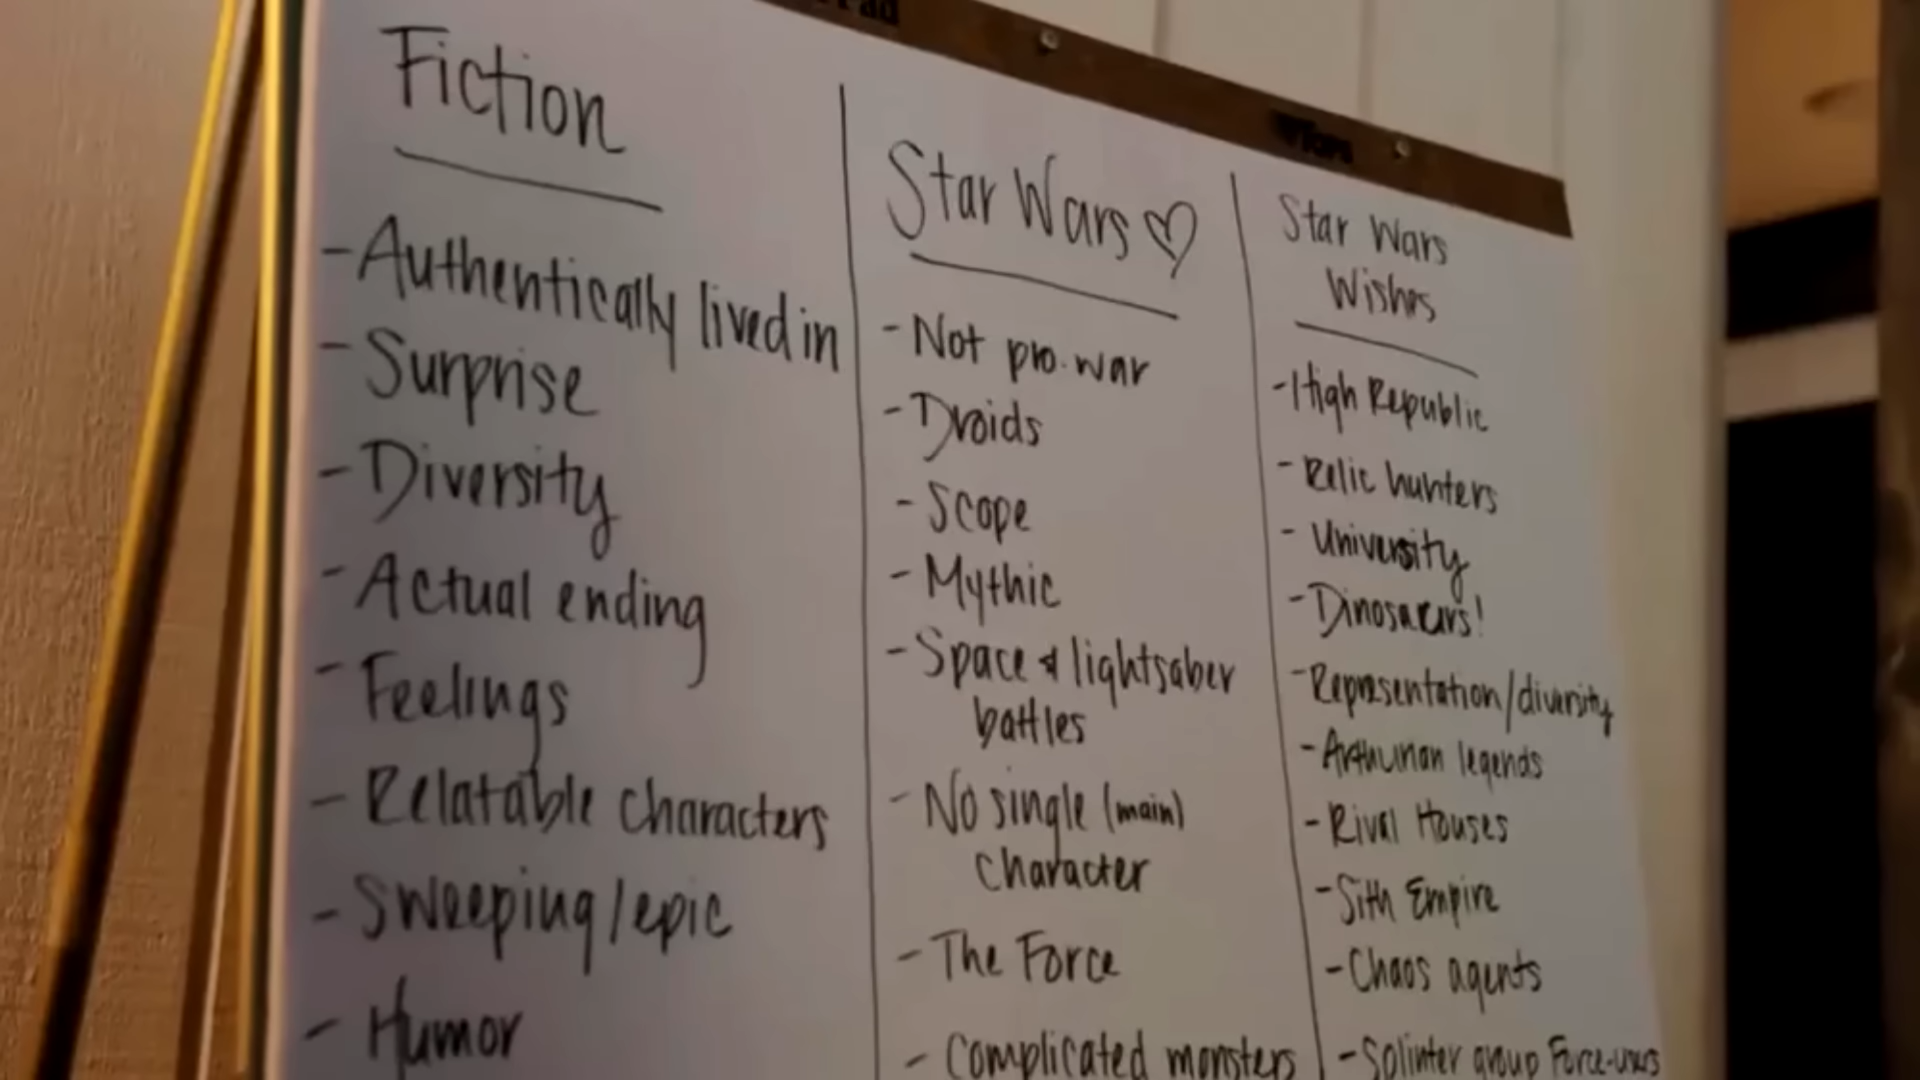 Fiction
- Authentically lived in
- Surprise
- Diversity
- Actual ending
- Feelings
- Relatable characters
- Sweeping/epic
- Humor
Star Wars ♡
- Not pro-war
- Droids
- Scope
- Mythic
- Space & lightsaber
battles
- No single (main)
Character
- The Force
- Complicated monsters
Star Wars
Wishes
- High Republic
- Relic hunters
- University
- Dinosaurs!
- Representation/diversity
- Arthurian legends
- Rival Houses
- Sith Empire
- Chaos agents
- Splinter group Force-users